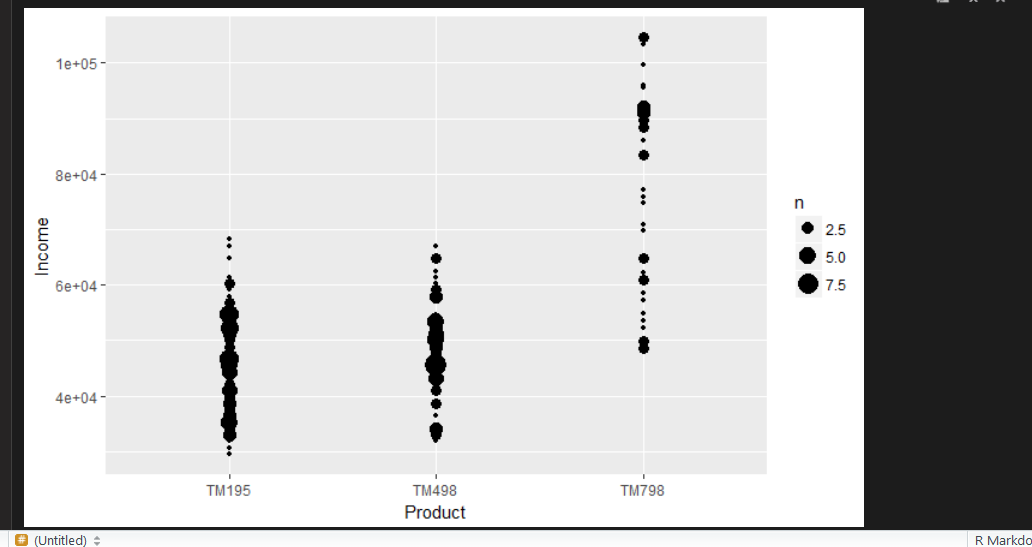 1e+05
8e+04
6e+04
4e+04
Income
TM195 TM498 TM798
Product
n
2.5
5.0
7.5
# (Untitled)
R Markdo